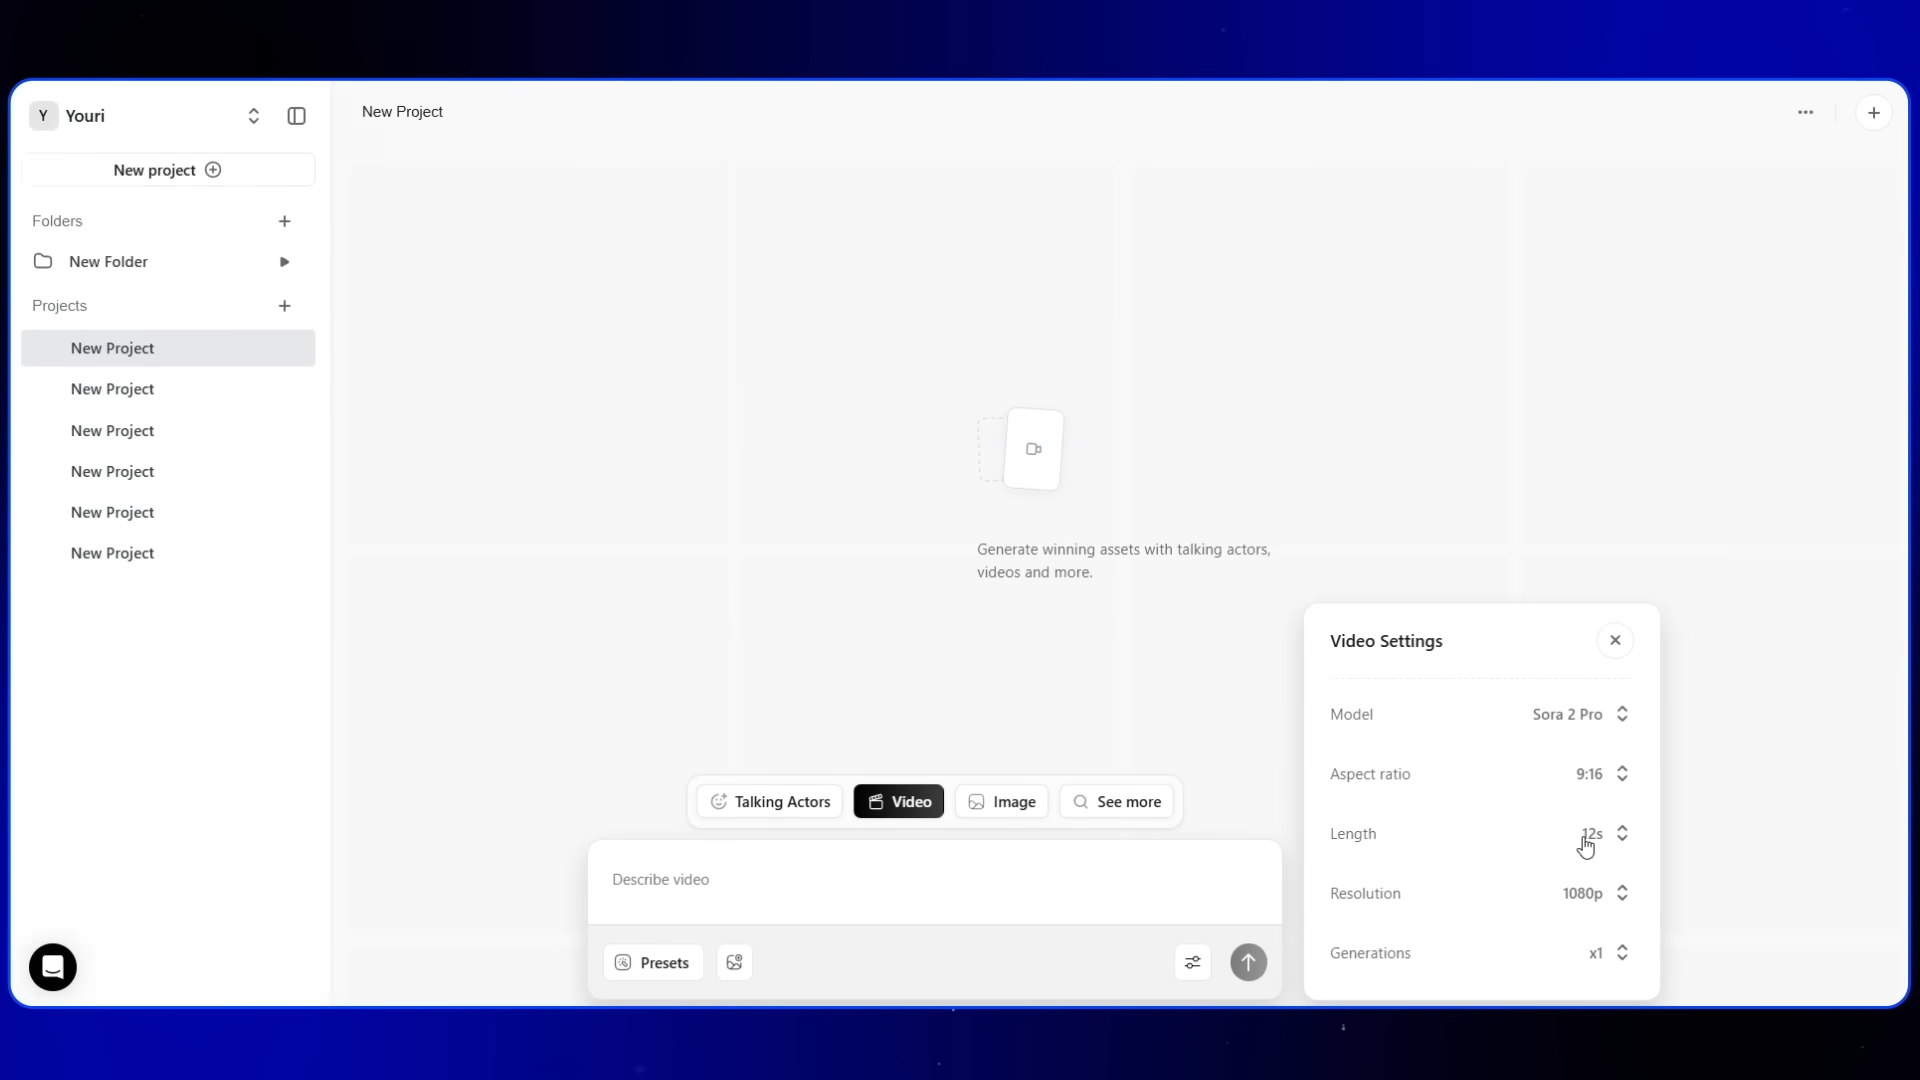 Y Youri
New Project
New project
Folders
New Folder
Projects
New Project
New Project
New Project
New Project
New Project
New Project
Generate winning assets with talking actors,
videos and more.
Video Settings
Model Sora 2 Pro
Aspect ratio 9:16
Length 12s
Resolution 1080p
Generations x1
Talking Actors Video Image See more
Describe video
Presets